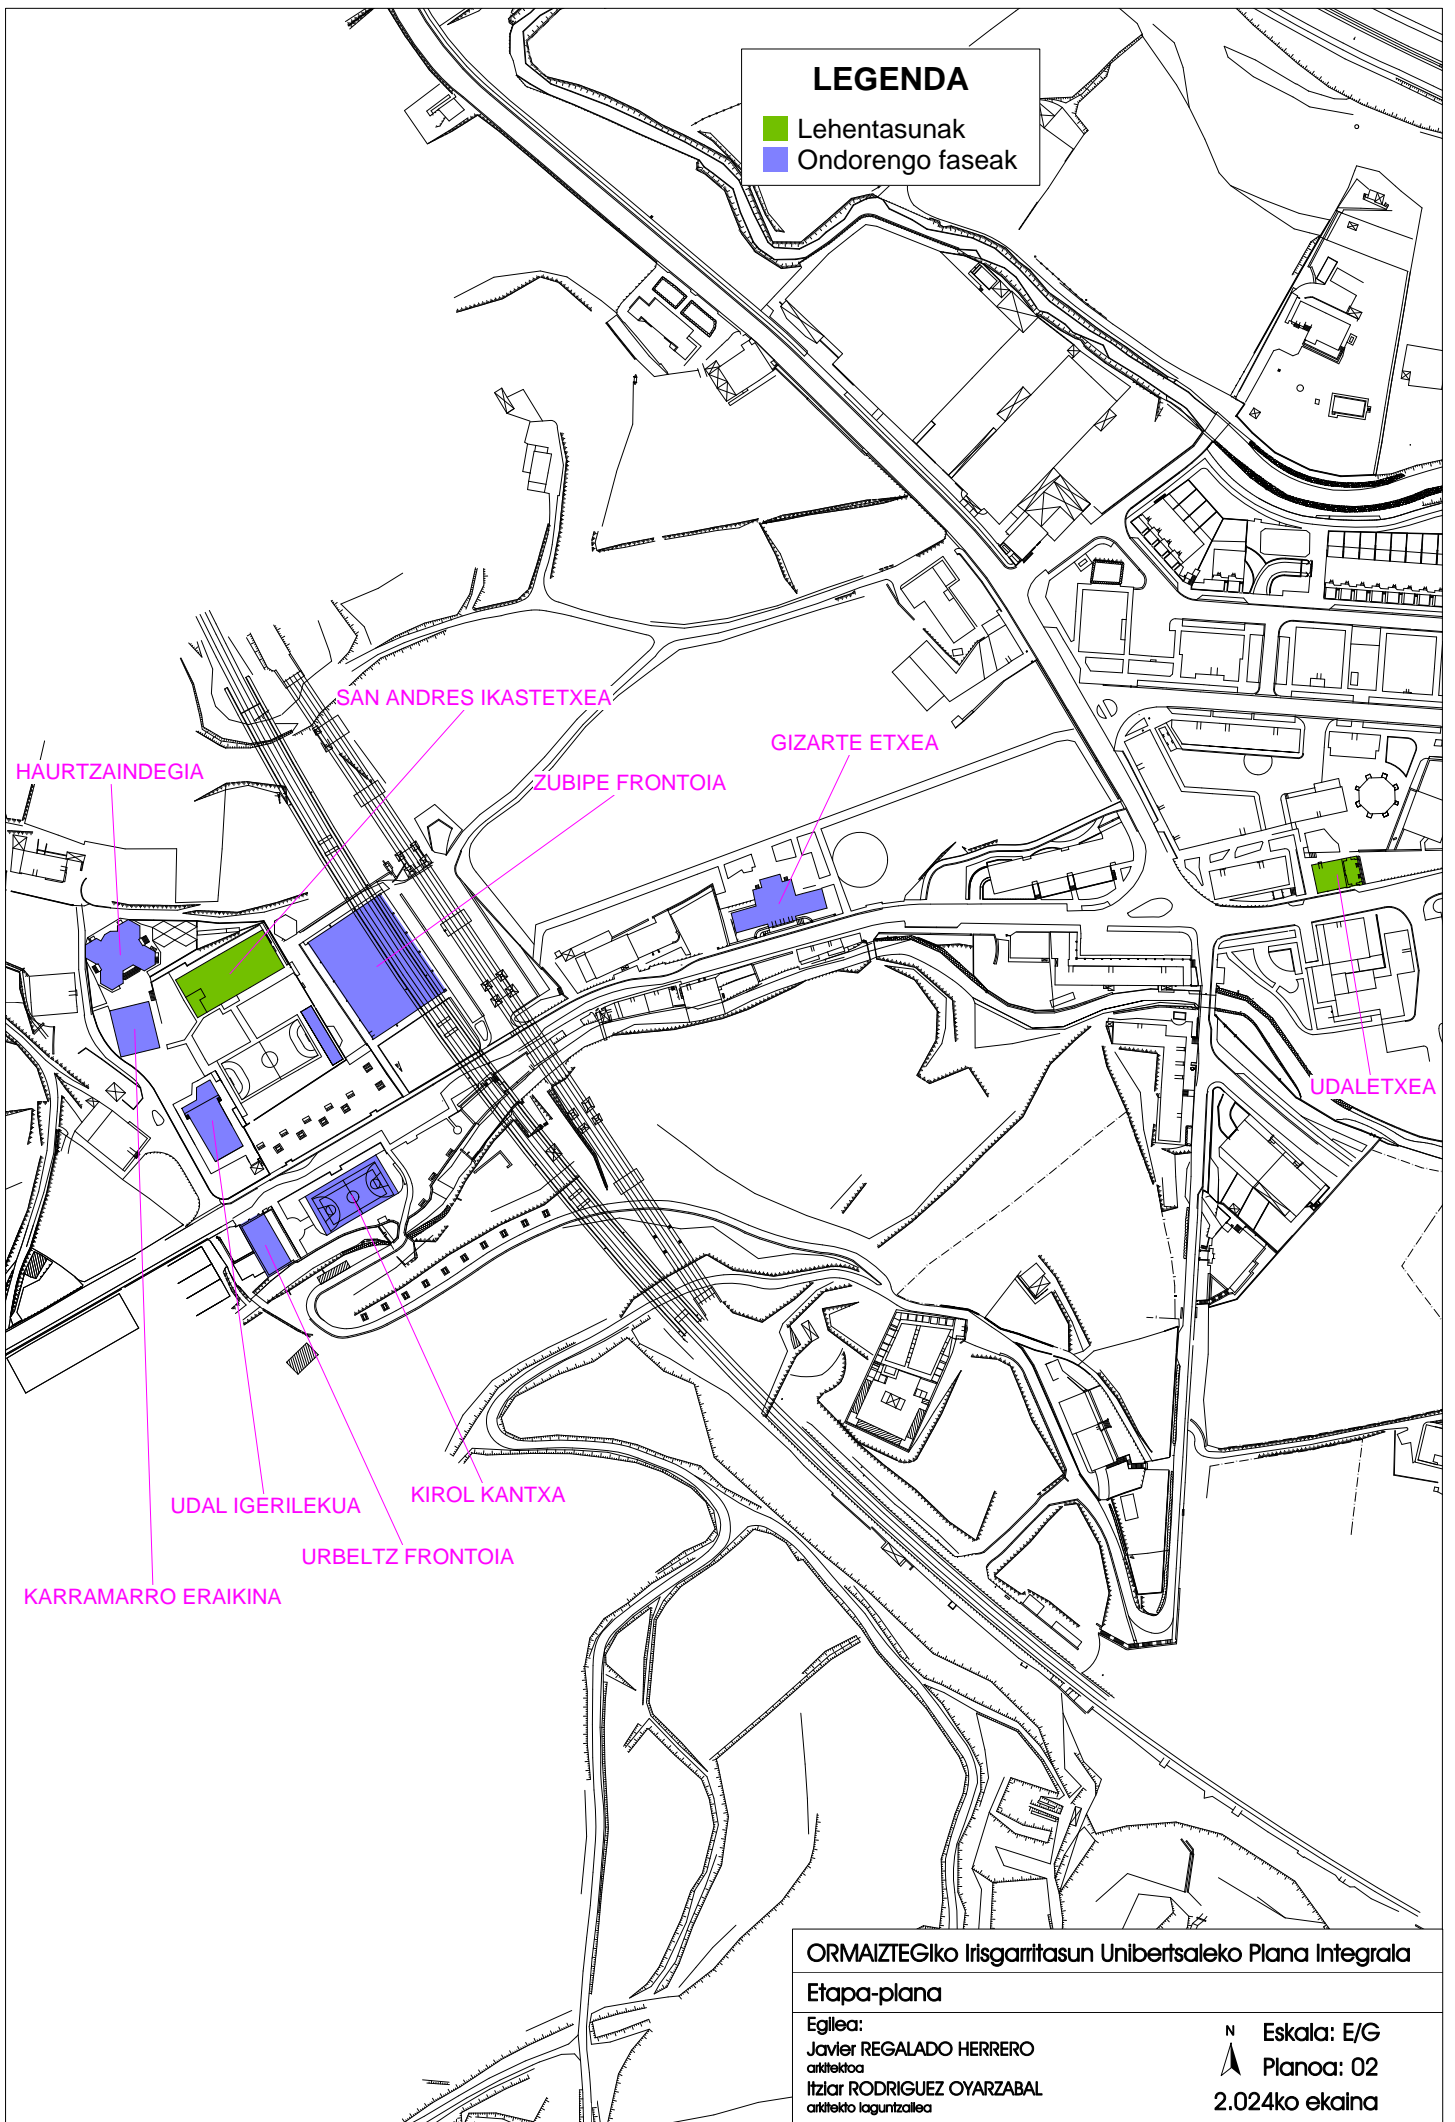 LEGENDA
Lehentasunak
Ondorengo faseak
SAN ANDRES IKASTETXEA
GIZARTE ETXEA
HAURTZAINDEGIA
ZUBIPE FRONTOIA
UDALETXEA
KIROL KANTXA
UDAL IGERILEKUA
URBELTZ FRONTOIA
KARRAMARRO ERAIKINA
ORMAIZTEGIko Irisgarritasun Unibertsaleko Plana Integrala
Etapa-plana
Egilea:
Javier REGALADO HERRERO
arkitektoa
Itziar RODRIGUEZ OYARZABAL
arkitekto laguntzailea
N
Eskala: E/G
Planoa: 02
2.024ko ekaina